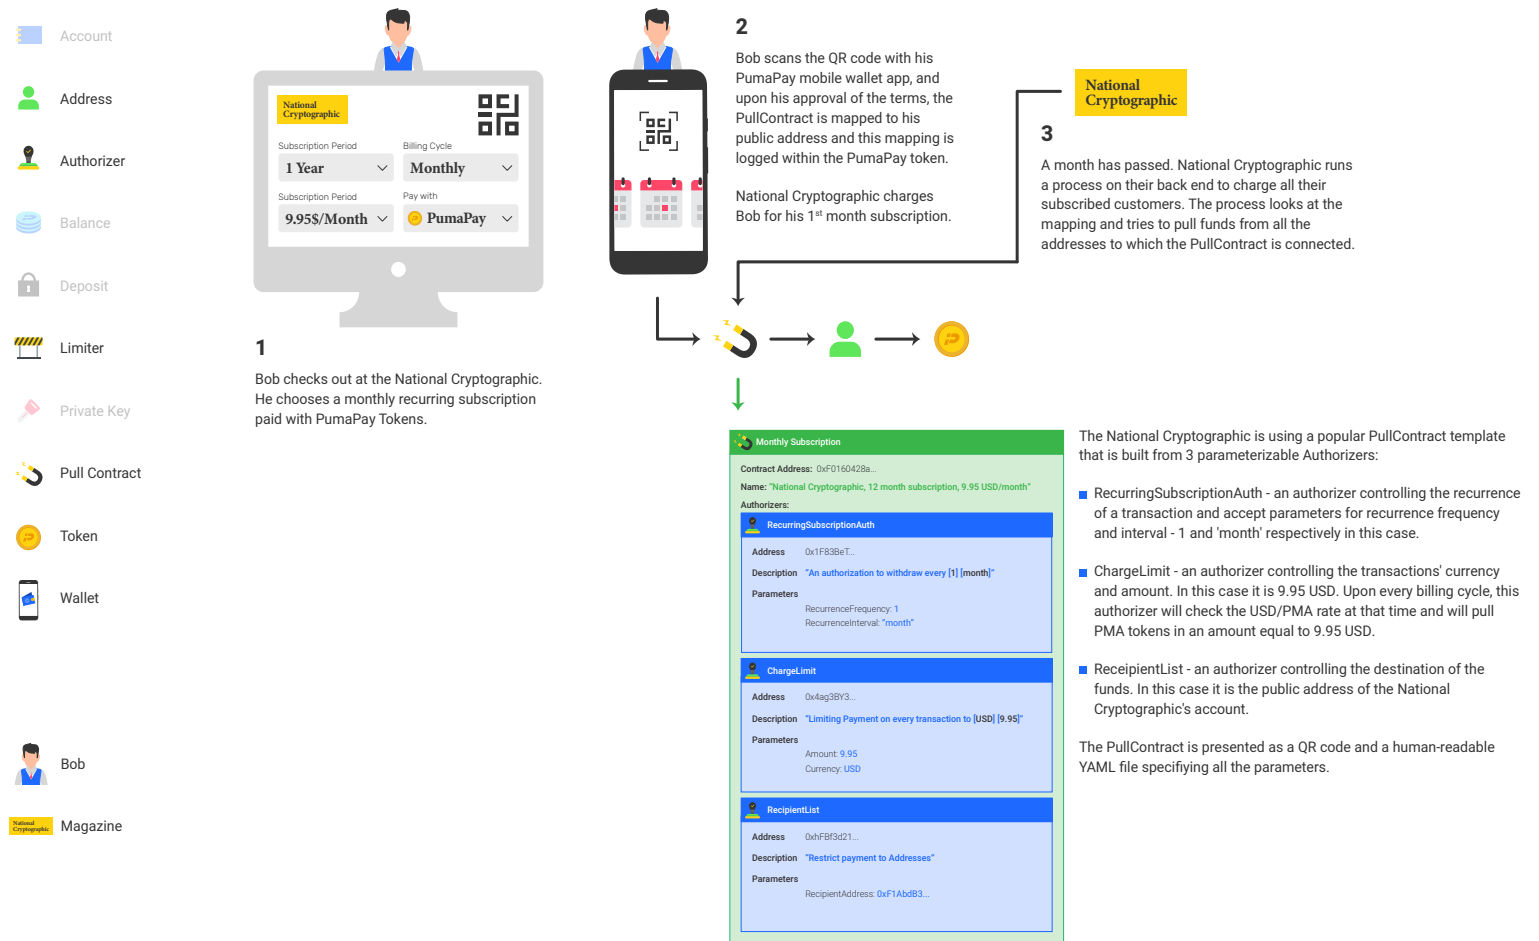 Account
Address
Authorizer
Balance
Deposit
Limiter
Private Key
Pull Contract
Token
Wallet
Bob
National
Cryptographic
Magazine
National
Cryptographic
Subscription Period
Billing Cycle
1 Year
Monthly
Subscription Period
Pay with
9.95$/Month
PumaPay
1
Bob checks out at the National Cryptographic.
He chooses a monthly recurring subscription
paid with PumaPay Tokens.
2
Bob scans the QR code with his
PumaPay mobile wallet app, and
upon his approval of the terms, the
PullContract is mapped to his
public address and this mapping is
logged within the PumaPay token.
National Cryptographic charges
Bob for his 1st month subscription.
National
Cryptographic
3
A month has passed. National Cryptographic runs
a process on their back end to charge all their
subscribed customers. The process looks at the
mapping and tries to pull funds from all the
addresses to which the PullContract is connected.
Monthly Subscription
Contract Address: 0xF0160428a...
Name: "National Cryptographic, 12 month subscription, 9.95 USD/month"
Authorizers:
RecurringSubscriptionAuth
Address 0x1F83BeT...
Description "An authorization to withdraw every [1] [month]"
Parameters
RecurrenceFrequency: 1
RecurrenceInterval: "month"
ChargeLimit
Address 0x4ag3BY3...
Description "Limiting Payment on every transaction to [USD] [9.95]"
Parameters
Amount: 9.95
Currency: USD
RecipientList
Address 0xhFBf3d21...
Description "Restrict payment to Addresses"
Parameters
RecipientAddress: 0xF1AbdB3...
The National Cryptographic is using a popular PullContract template
that is built from 3 parameterizable Authorizers:
RecurringSubscriptionAuth - an authorizer controlling the recurrence
of a transaction and accept parameters for recurrence frequency
and interval - 1 and 'month' respectively in this case.
ChargeLimit - an authorizer controlling the transactions' currency
and amount. In this case it is 9.95 USD. Upon every billing cycle, this
authorizer will check the USD/PMA rate at that time and will pull
PMA tokens in an amount equal to 9.95 USD.
ReceipientList - an authorizer controlling the destination of the
funds. In this case it is the public address of the National
Cryptographic's account.
The PullContract is presented as a QR code and a human-readable
YAML file specifiying all the parameters.